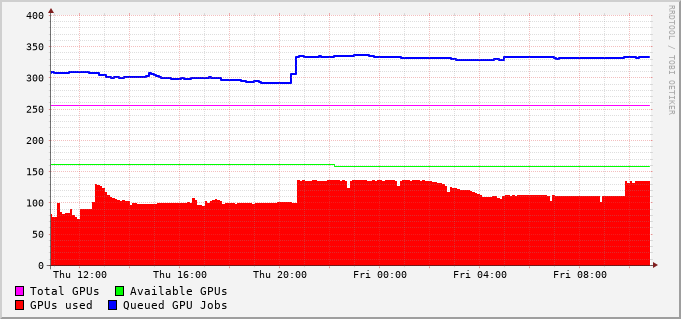 400
350
300
250
200
150
100
50
0
Thu 12:00 Thu 16:00 Thu 20:00 Fri 00:00 Fri 04:00 Fri 08:00
Total GPUs Available GPUs
GPUs used Queued GPU Jobs
RRDTOOL / TOBI OETIKER